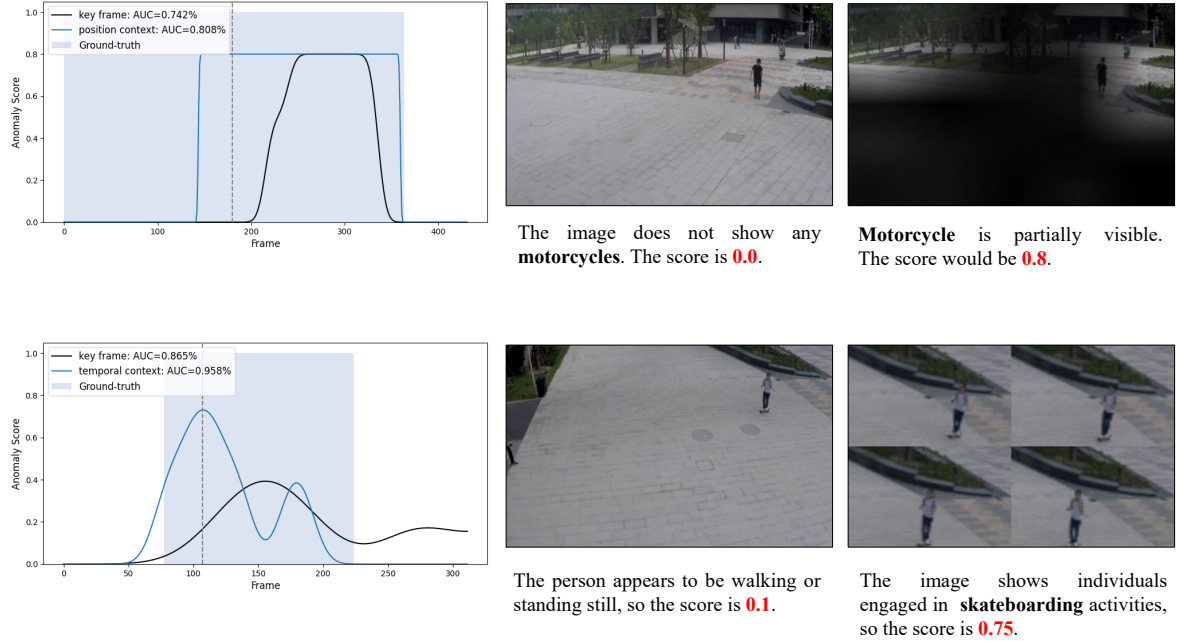 key frame: AUC=0.742%
position context: AUC=0.808%
Ground-truth
1.0
0.8
0.6
0.4
0.2
0.0
Anomaly Score
0 100 200 300 400
Frame
The image does not show any
motorcycles. The score is 0.0.
Motorcycle is partially visible.
The score would be 0.8.
key frame: AUC=0.865%
temporal context: AUC=0.958%
Ground-truth
1.0
0.8
0.6
0.4
0.2
0.0
Anomaly Score
0 50 100 150 200 250 300
Frame
The person appears to be walking or
standing still, so the score is 0.1.
The image shows individuals
engaged in skateboarding activities,
so the score is 0.75.